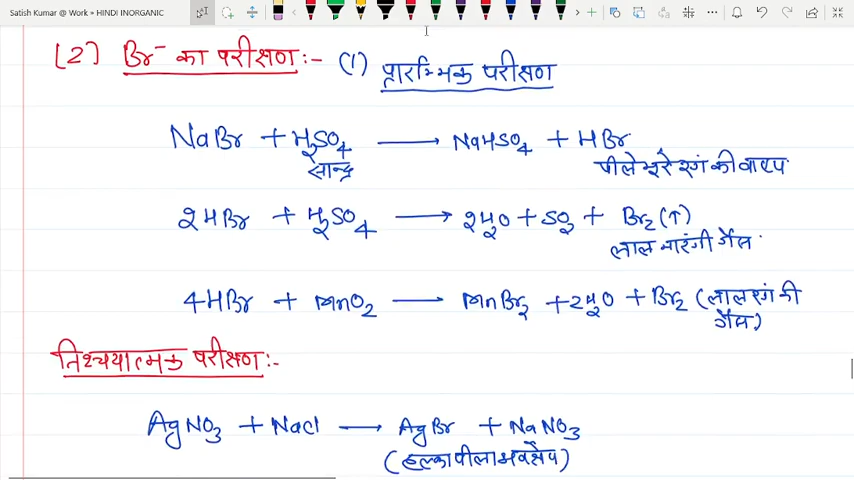 Satish Kumar @ Work » HINDI INORGANIC
(2) Br⁻ का परीक्षण :- (1) प्रारम्भिक परीक्षण
NaBr + H₂SO₄ → NaHSO₄ + HBr
सान्द्र पीले भूरे रंग की वाष्प
2HBr + H₂SO₄ → 2H₂O + SO₂ + Br₂ (↑)
लाल नारंगी गैस
4HBr + MnO₂ → MnBr₂ + 2H₂O + Br₂ (लाल रंग की
गैस)
निश्चयात्मक परीक्षण :-
AgNO₃ + NaCl → AgBr + NaNO₃
(हल्का पीला अवक्षेप)